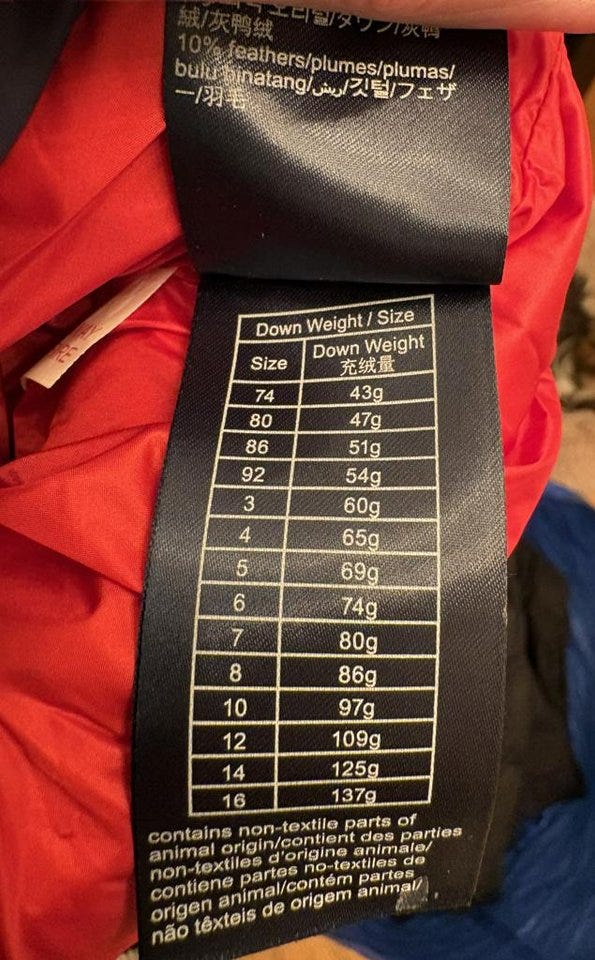 絨/灰鸭绒
10% feathers/plumes/plumas/
bulu binatang/ريش/깃털/フェザ
ー/羽毛
Down Weight / Size
Size Down Weight 充绒量
74 43g
80 47g
86 51g
92 54g
3 60g
4 65g
5 69g
6 74g
7 80g
8 86g
10 97g
12 109g
14 125g
16 137g
contains non-textile parts of
animal origin/contient des parties
non-textiles d'origine animale/
contiene partes no-textiles de
origen animal/contém partes
não têxteis de origem animal/